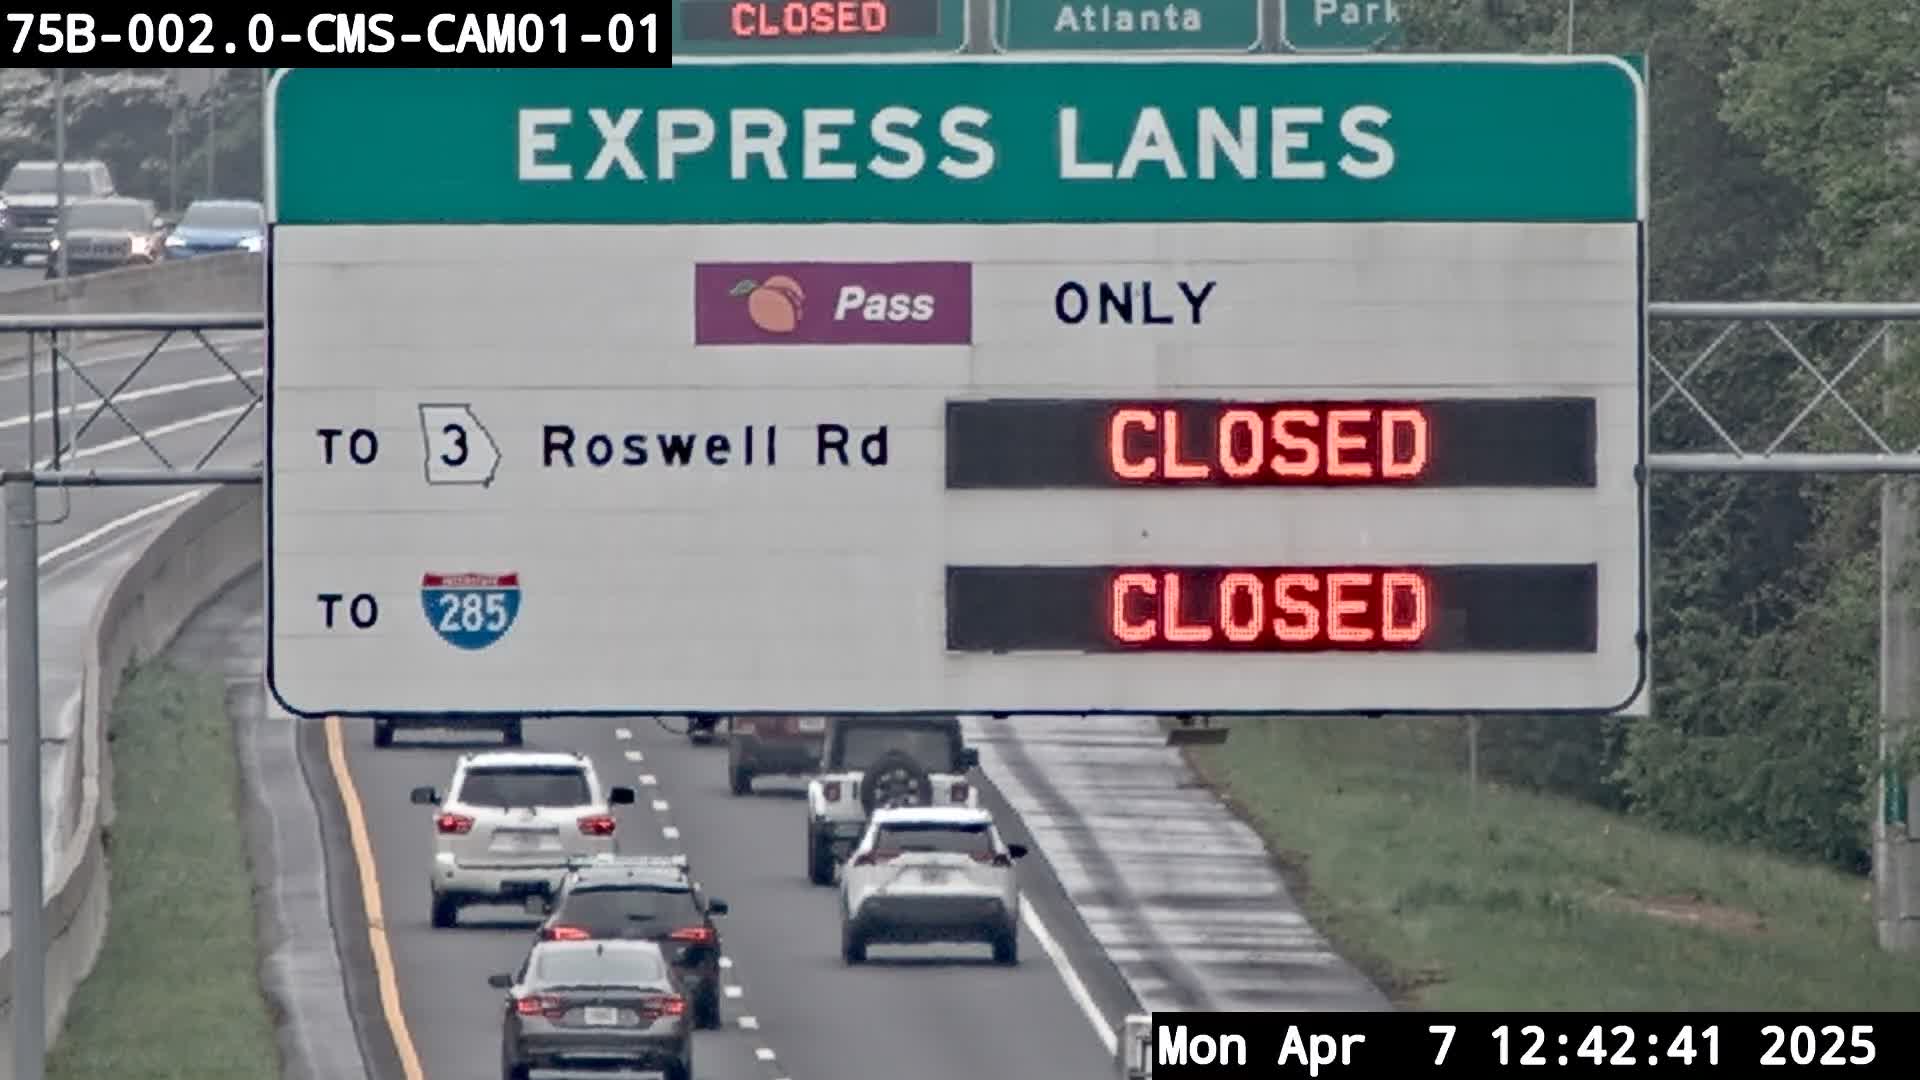 75B-002.0-CMS-CAM01-01
CLOSED
Atlanta
Park
EXPRESS LANES
Pass ONLY
TO 3 Roswell Rd CLOSED
INTERSTATE
TO 285 CLOSED
Mon Apr 7 12:42:41 2025